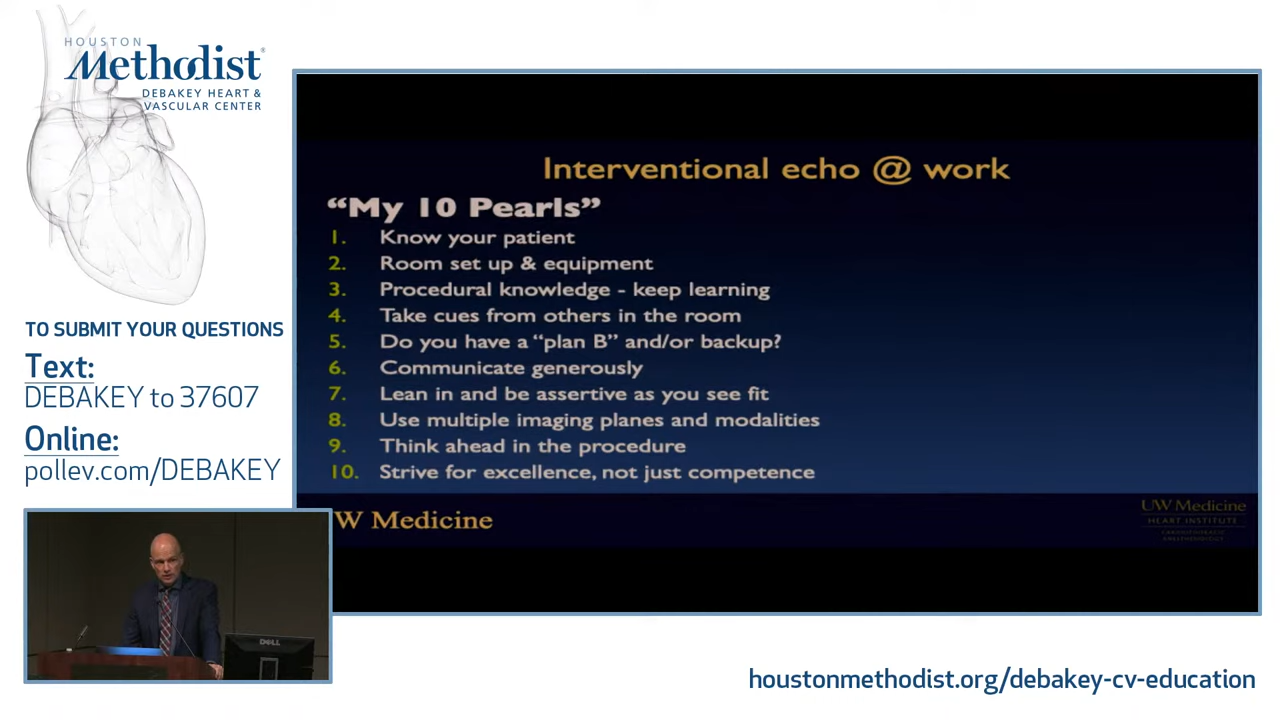 HOUSTON
Methodist®
DEBAKEY HEART &
VASCULAR CENTER
TO SUBMIT YOUR QUESTIONS
Text:
DEBAKEY to 37607
Online:
pollev.com/DEBAKEY
Interventional echo @ work
“My 10 Pearls”
1. Know your patient
2. Room set up & equipment
3. Procedural knowledge - keep learning
4. Take cues from others in the room
5. Do you have a “plan B” and/or backup?
6. Communicate generously
7. Lean in and be assertive as you see fit
8. Use multiple imaging planes and modalities
9. Think ahead in the procedure
10. Strive for excellence, not just competence
W Medicine
UW Medicine
HEART INSTITUTE
DELL
houstonmethodist.org/debakey-cv-education